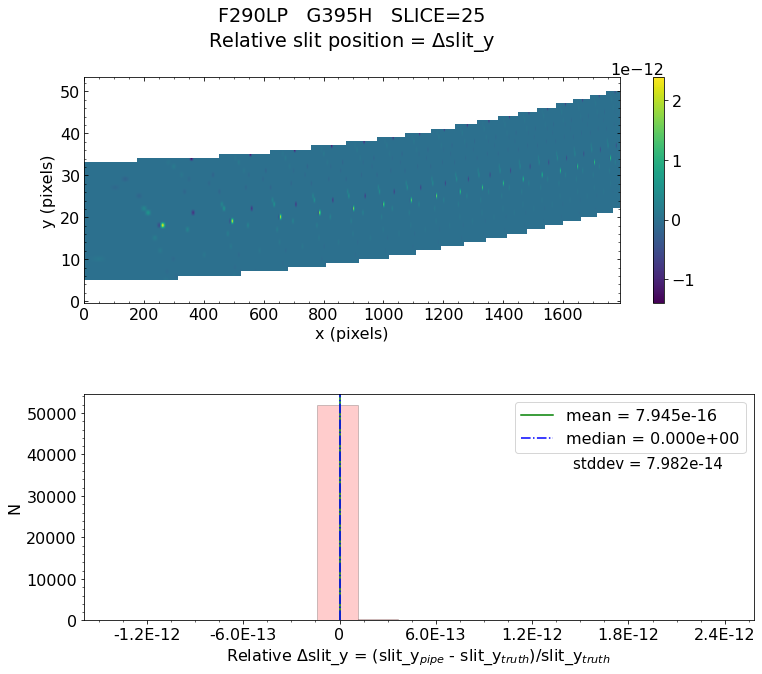 F290LP G395H SLICE=25
Relative slit position = Δslit_y
1e−12
50
40
30
20
10
0
y (pixels)
0 200 400 600 800 1000 1200 1400 1600
x (pixels)
2
1
0
−1
50000
40000
30000
20000
10000
0
N
mean = 7.945e-16
median = 0.000e+00
stddev = 7.982e-14
-1.2E-12 -6.0E-13 0 6.0E-13 1.2E-12 1.8E-12 2.4E-12
Relative Δslit_y = (slit_y_pipe - slit_y_truth)/slit_y_truth